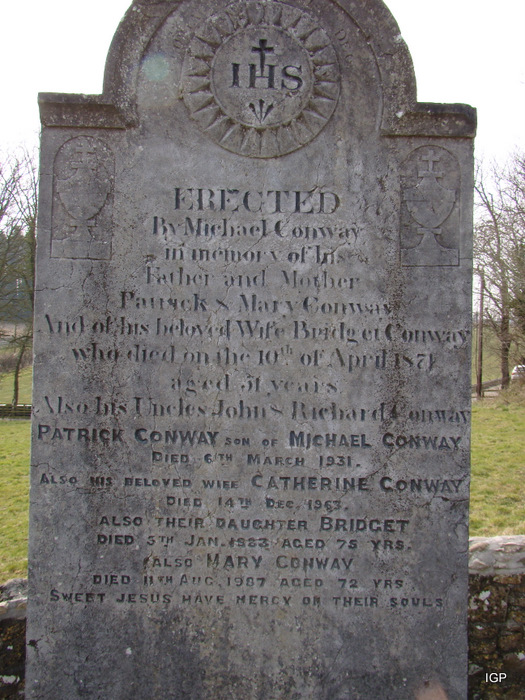 IHS
ERECTED
By Michael Conway
in memory of his
Father and Mother
Patrick & Mary Conway
And of his beloved Wife Bridget Conway
who died on the 10th of April 1871
aged 51 years
Also his Uncles John & Richard Conway
PATRICK CONWAY SON OF MICHAEL CONWAY
DIED 6TH MARCH 1931.
ALSO HIS BELOVED WIFE CATHERINE CONWAY
DIED 14TH DEC. 1963.
ALSO THEIR DAUGHTER BRIDGET
DIED 5TH JAN. 1983 AGED 75 YRS.
ALSO MARY CONWAY
DIED 11TH AUG. 1987 AGED 72 YRS
SWEET JESUS HAVE MERCY ON THEIR SOULS
IGP